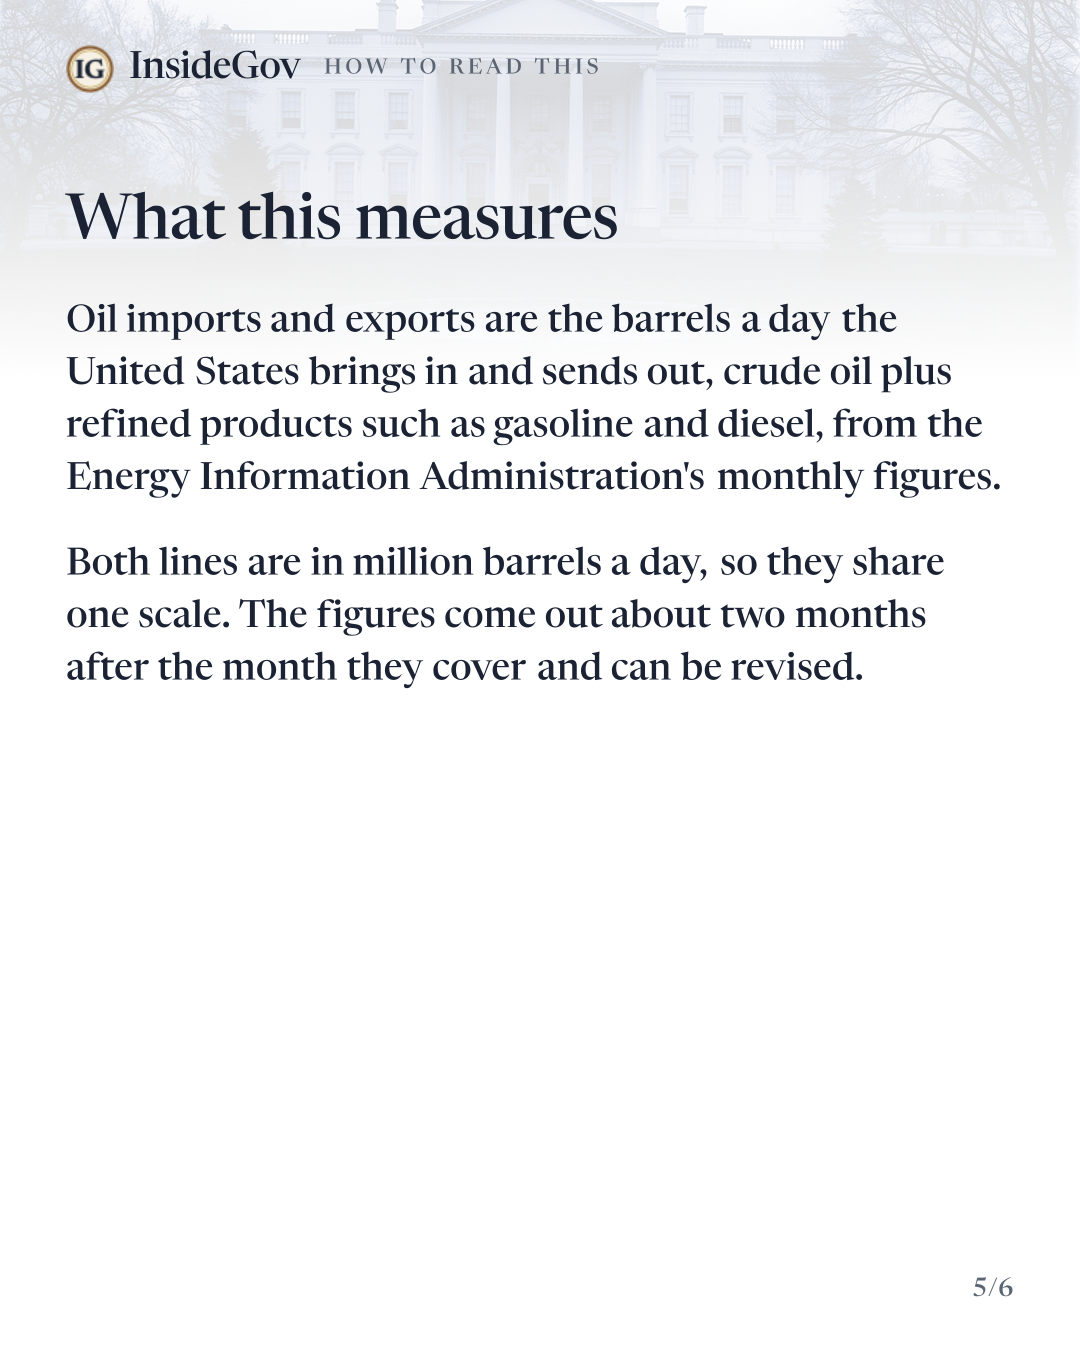 IG InsideGov HOW TO READ THIS
What this measures
Oil imports and exports are the barrels a day the
United States brings in and sends out, crude oil plus
refined products such as gasoline and diesel, from the
Energy Information Administration's monthly figures.
Both lines are in million barrels a day, so they share
one scale. The figures come out about two months
after the month they cover and can be revised.
5/6